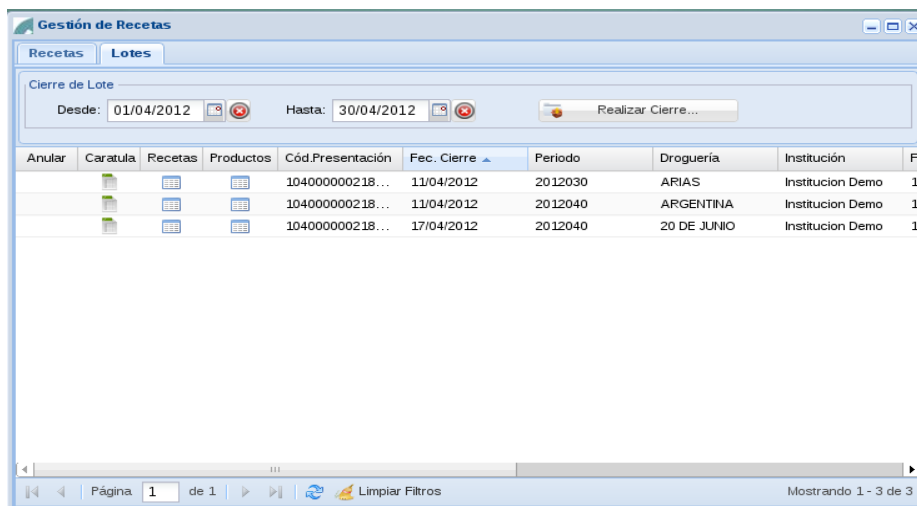 Gestión de Recetas
Recetas Lotes
Cierre de Lote
Desde: 01/04/2012 Hasta: 30/04/2012 Realizar Cierre...
Anular Caratula Recetas Productos Cód.Presentación Fec. Cierre Periodo Droguería Institución F
104000000218... 11/04/2012 2012030 ARIAS Institucion Demo 1
104000000218... 11/04/2012 2012040 ARGENTINA Institucion Demo 1
104000000218... 17/04/2012 2012040 20 DE JUNIO Institucion Demo 1
Página 1 de 1 Limpiar Filtros Mostrando 1 - 3 de 3